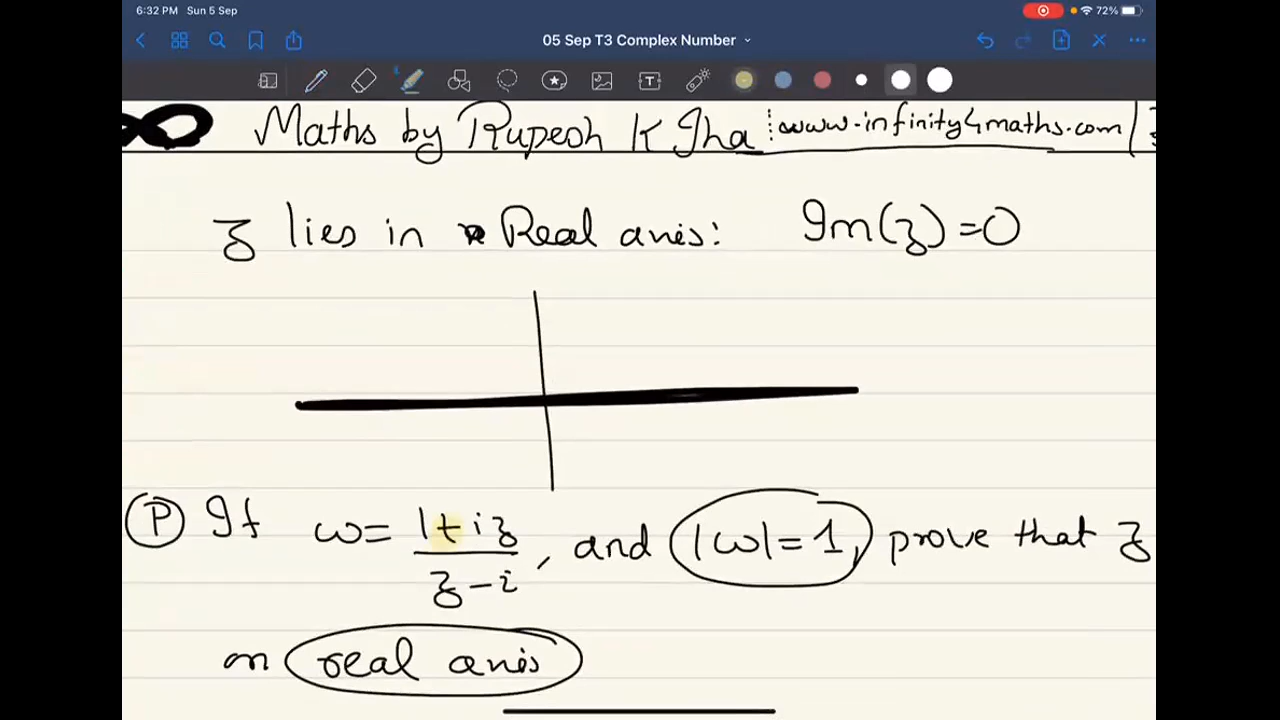 6:32 PM Sun 5 Sep 72%
05 Sep T3 Complex Number
Maths by Rupesh K Jha www.infinity4maths.com
z lies in Real axis: Im(z)=0
(P) If w= (1+iz)/(z-i), and |w|=1, prove that z
on real axis